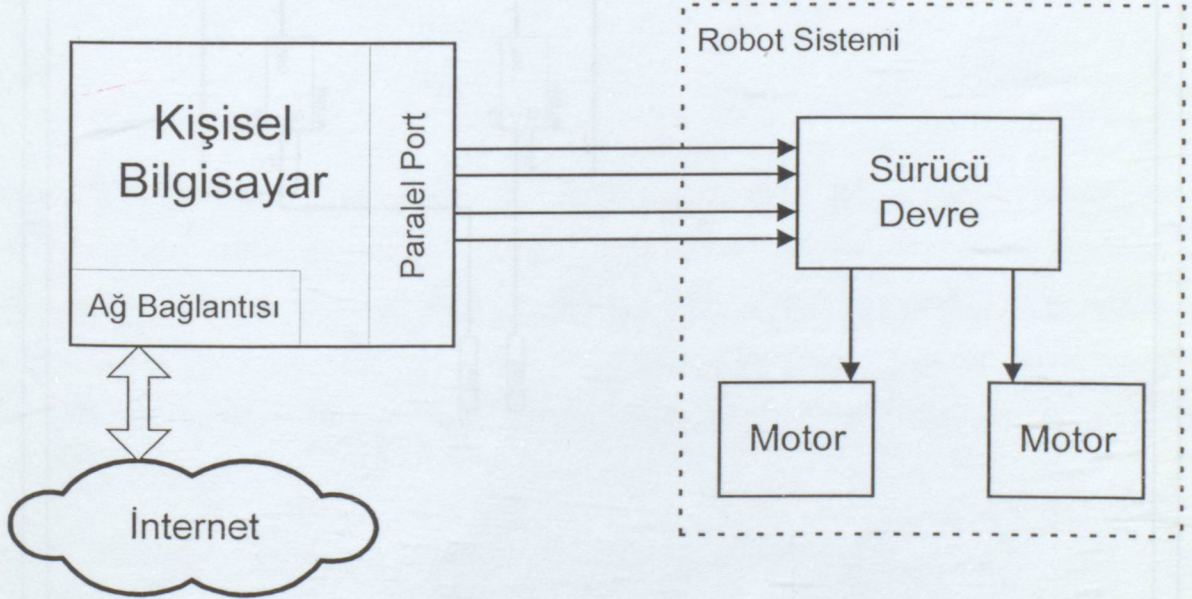 Robot Sistemi
Kişisel
Bilgisayar
Paralel Port
Ağ Bağlantısı
Sürücü
Devre
Motor
Motor
İnternet